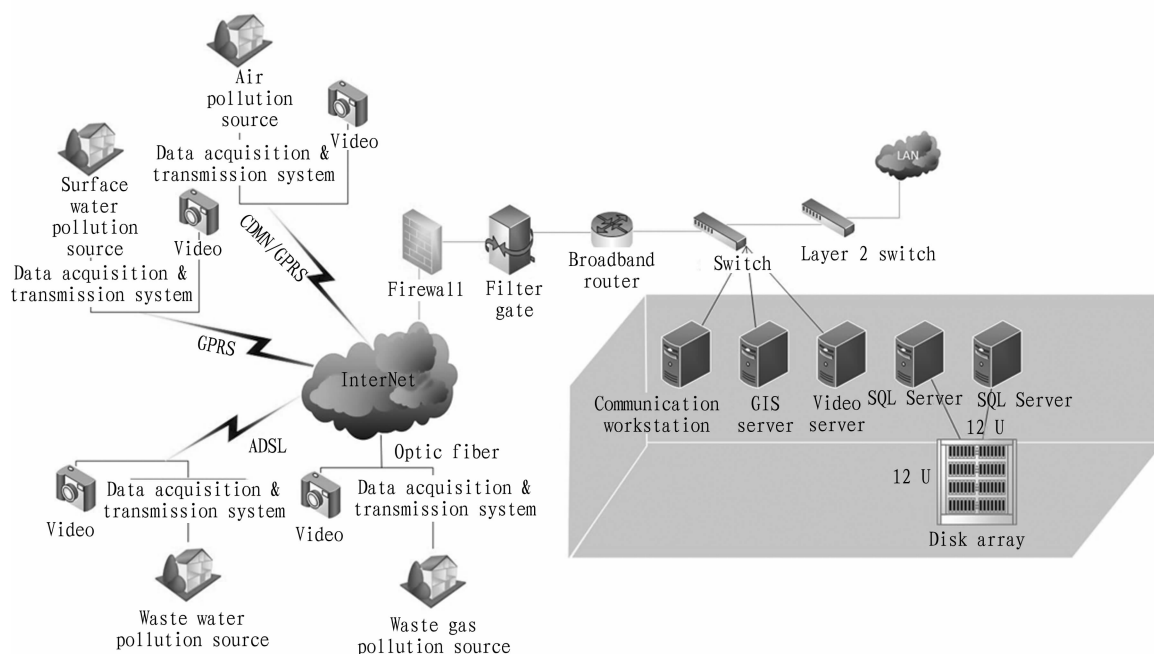 Air
pollution
source
Video
Data acquisition &
transmission system
Surface
water
pollution
source
Video
Data acquisition &
transmission system
CDMN/GPRS
GPRS
InterNet
ADSL
Optic fiber
Firewall
Filter
gate
Broadband
router
Switch
Layer 2 switch
LAN
Communication
workstation
GIS
server
Video
server
SQL Server
SQL Server
12 U
12 U
Disk array
Data acquisition &
transmission system
Video
Waste water
pollution source
Data acquisition &
transmission system
Video
Waste gas
pollution source